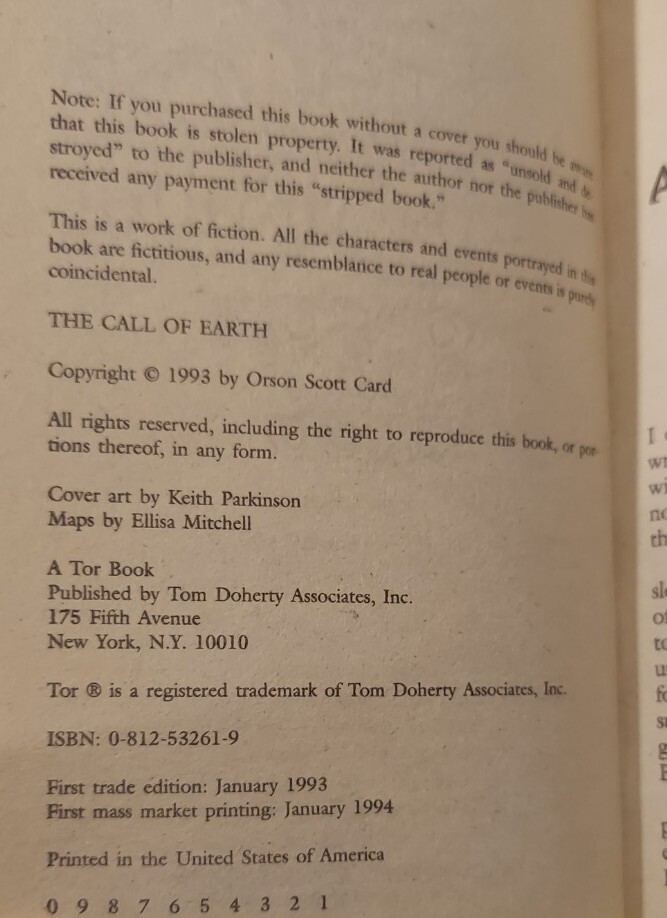 Note: If you purchased this book without a cover you should be aware
that this book is stolen property. It was reported as "unsold and de-
stroyed" to the publisher, and neither the author nor the publisher has
received any payment for this "stripped book."
This is a work of fiction. All the characters and events portrayed in this
book are fictitious, and any resemblance to real people or events is purely
coincidental.
THE CALL OF EARTH
Copyright © 1993 by Orson Scott Card
All rights reserved, including the right to reproduce this book, or por-
tions thereof, in any form.
Cover art by Keith Parkinson
Maps by Ellisa Mitchell
A Tor Book
Published by Tom Doherty Associates, Inc.
175 Fifth Avenue
New York, N.Y. 10010
Tor ® is a registered trademark of Tom Doherty Associates, Inc.
ISBN: 0-812-53261-9
First trade edition: January 1993
First mass market printing: January 1994
Printed in the United States of America
0 9 8 7 6 5 4 3 2 1